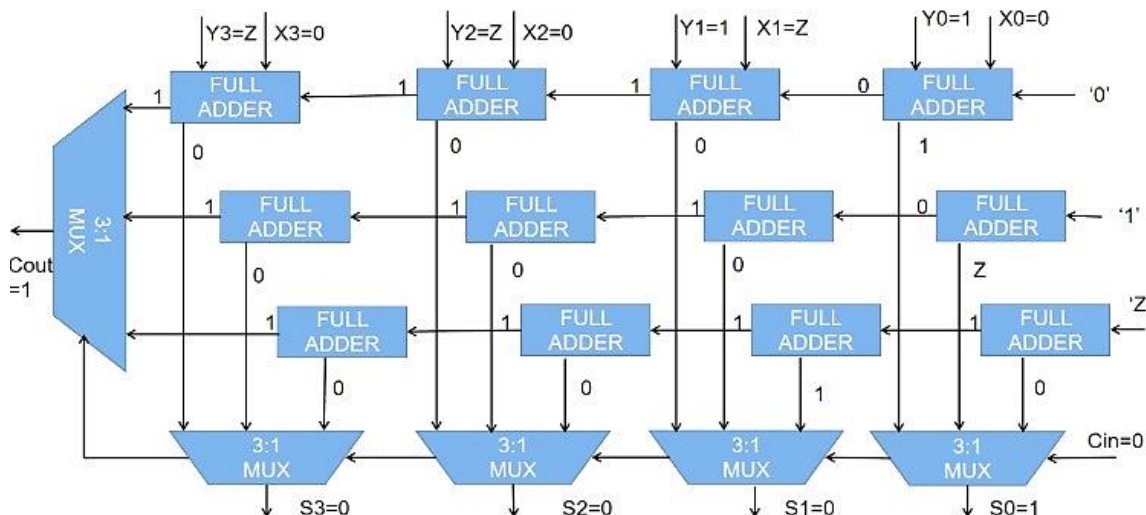 Y3=Z X3=0 Y2=Z X2=0 Y1=1 X1=Z Y0=1 X0=0
FULL ADDER
1
FULL ADDER
1
FULL ADDER
1
FULL ADDER
0
'0'
0
0
0
1
3:1 MUX
FULL ADDER
1
FULL ADDER
1
FULL ADDER
1
FULL ADDER
0
'1'
Cout
=1
0
0
0
Z
FULL ADDER
1
FULL ADDER
1
FULL ADDER
1
FULL ADDER
1
'Z
0
0
1
0
3:1
MUX
3:1
MUX
3:1
MUX
3:1
MUX
Cin=0
S3=0 S2=0 S1=0 S0=1